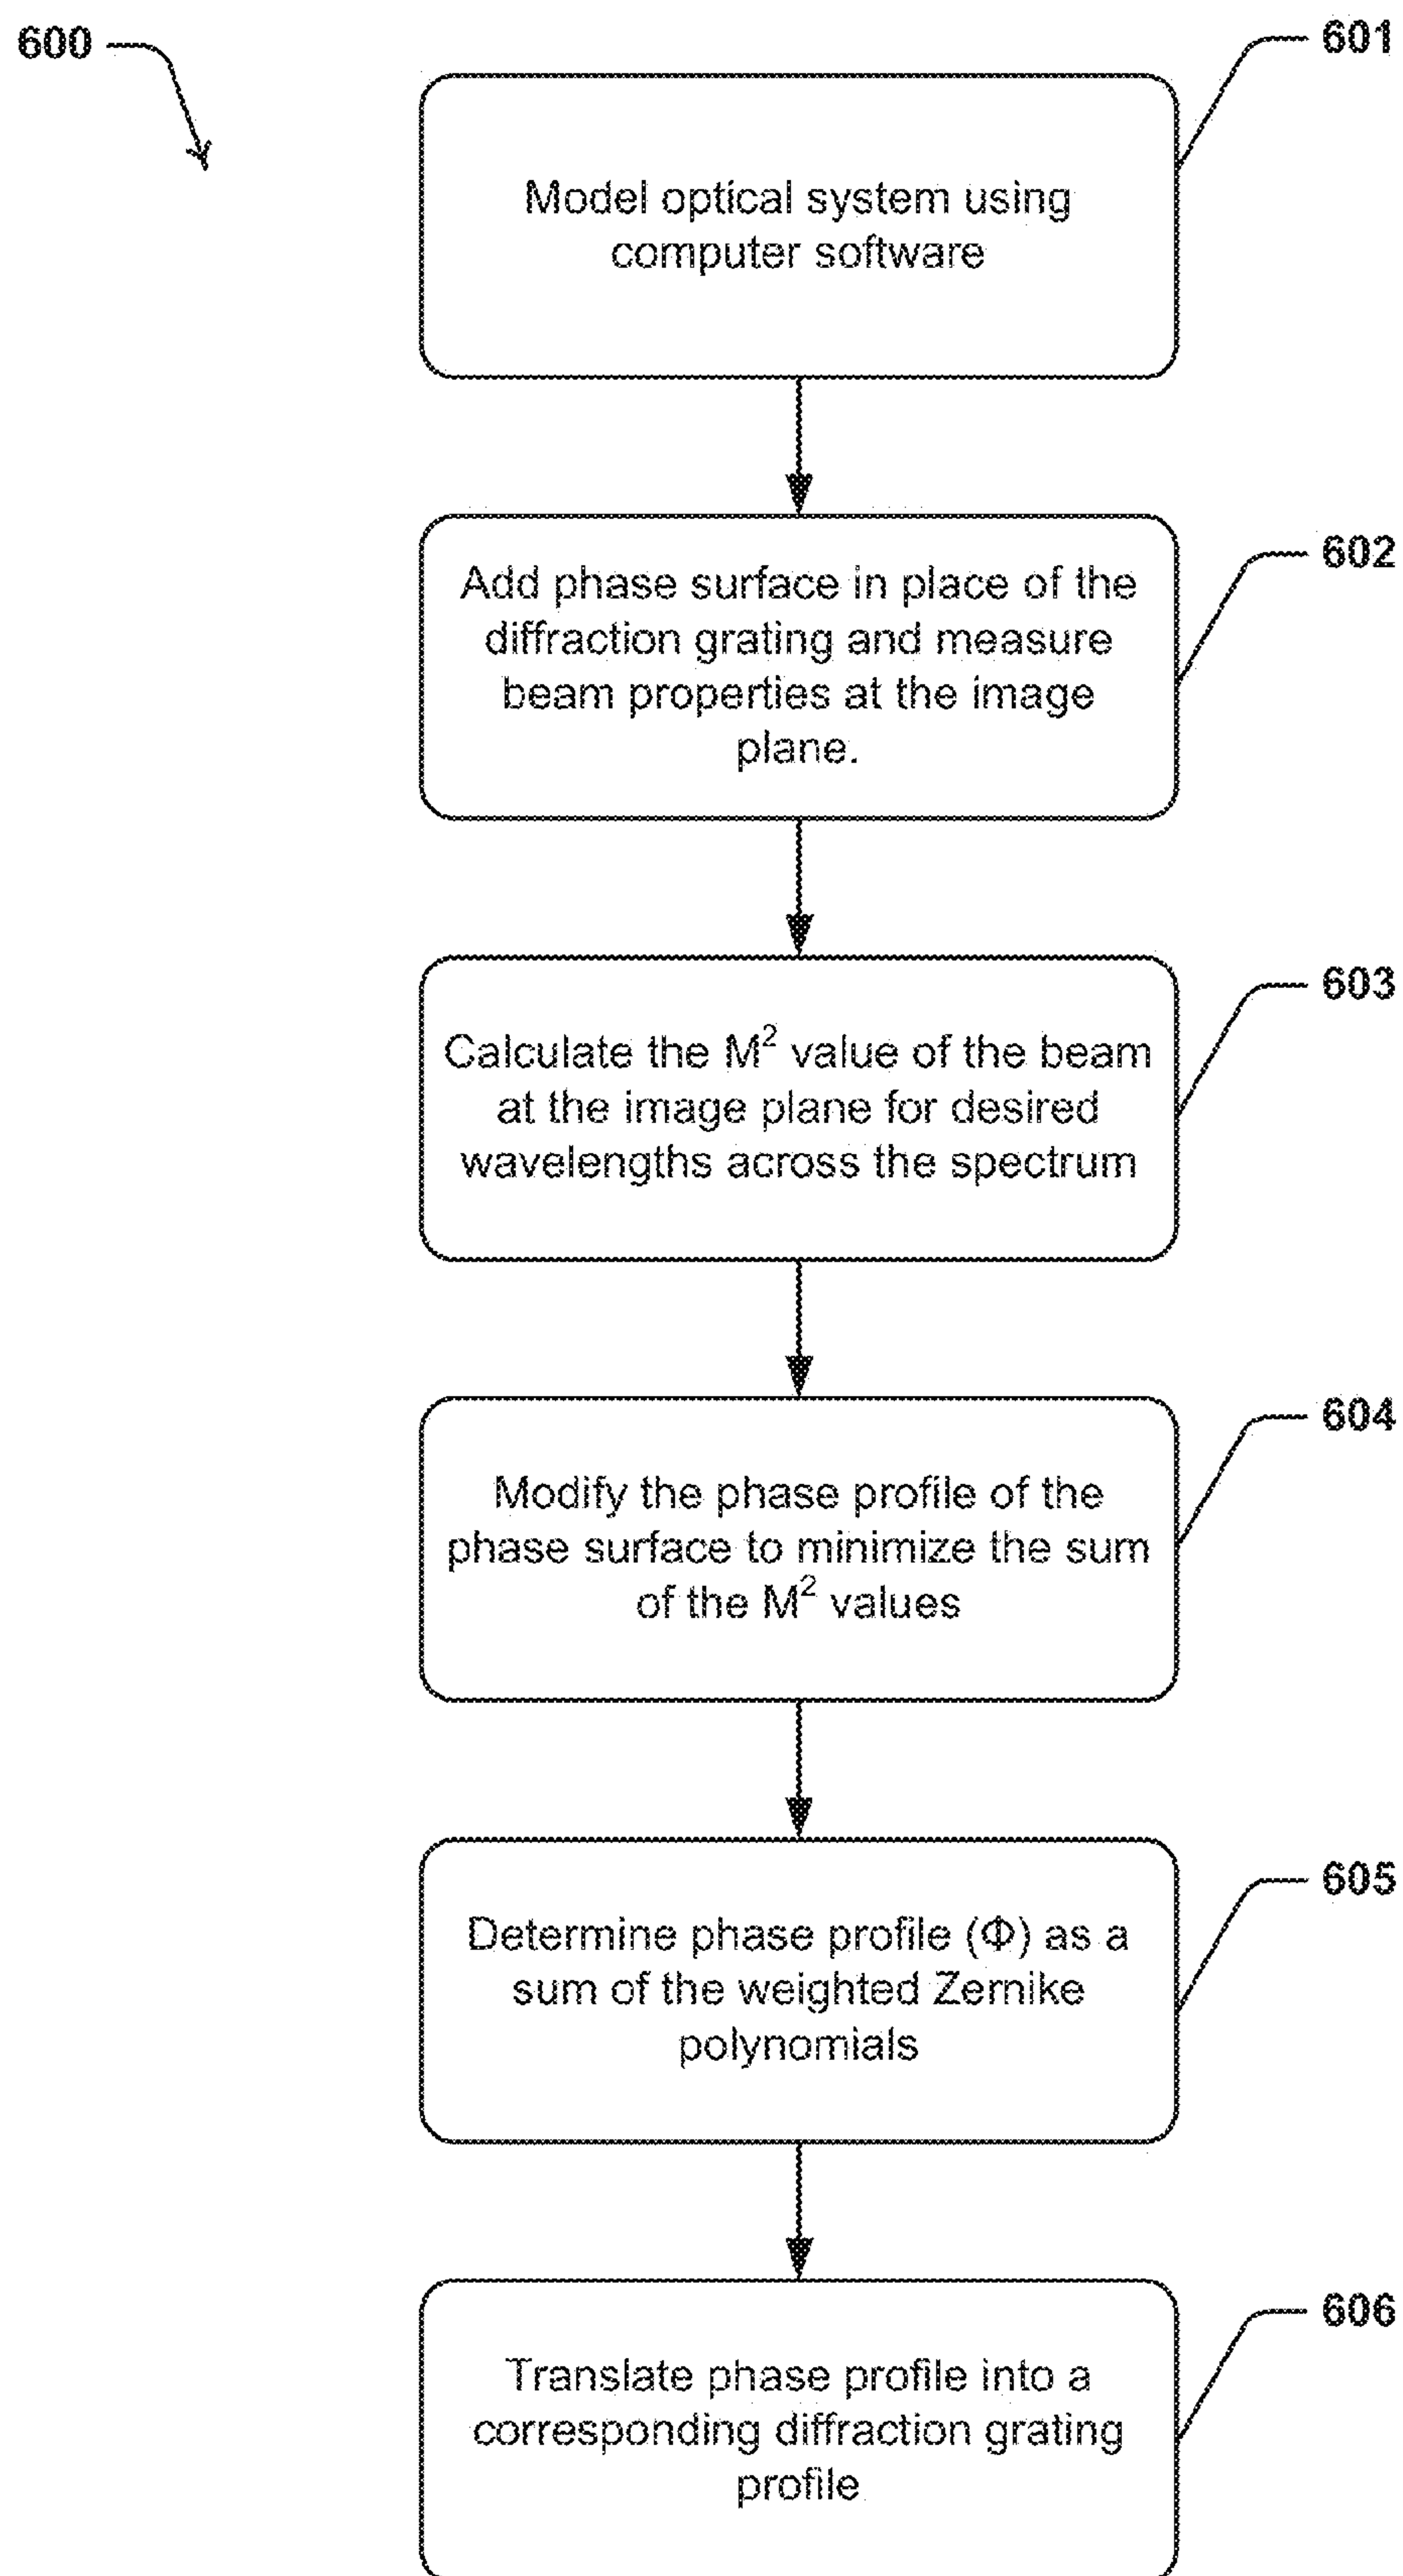 600
601
Model optical system using
computer software
602
Add phase surface in place of the
diffraction grating and measure
beam properties at the image
plane.
603
Calculate the M² value of the beam
at the image plane for desired
wavelengths across the spectrum
604
Modify the phase profile of the
phase surface to minimize the sum
of the M² values
605
Determine phase profile (Φ) as a
sum of the weighted Zernike
polynomials
606
Translate phase profile into a
corresponding diffraction grating
profile